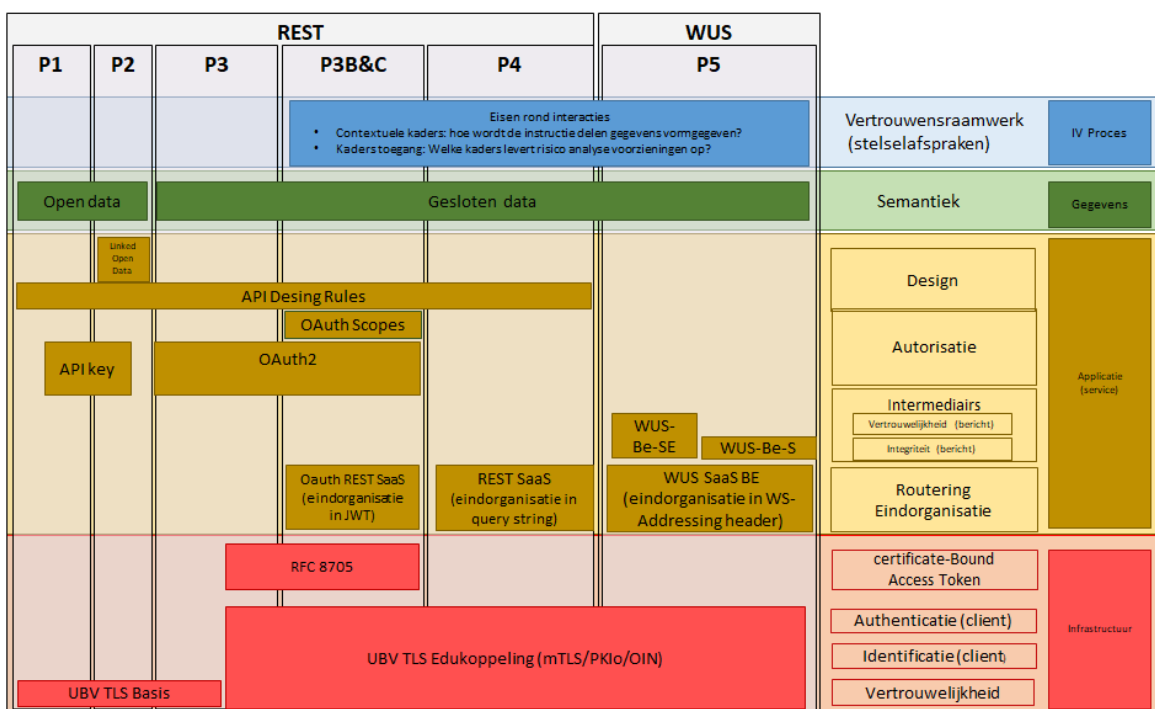 REST
WUS
P1
P2
P3
P3B&C
P4
P5
Eisen rond interacties
• Contextuele kaders: hoe wordt de instructie delen gegevens vormgegeven?
• Kaders toegang: Welke kaders levert risico analyse voorzieningen op?
Vertrouwensraamwerk
(stelselafspraken)
IV Proces
Open data
Gesloten data
Semantiek
Gegevens
Linked
Open
Data
API Desing Rules
Design
OAuth Scopes
OAuth2
API key
Autorisatie
Applicatie
(service)
WUS-
Be-SE
WUS-Be-S
Intermediairs
Vertrouwelijkheid (bericht)
Integriteit (bericht)
Oauth REST SaaS
(eindorganisatie
in JWT)
REST SaaS
(eindorganisatie in
query string)
WUS SaaS BE
(eindorganisatie in WS-
Addressing header)
Routering
Eindorganisatie
RFC 8705
certificate-Bound
Access Token
UBV TLS Edukoppeling (mTLS/PKIo/OIN)
Authenticatie (client)
Identificatie (client)
Infrastructuur
UBV TLS Basis
Vertrouwelijkheid